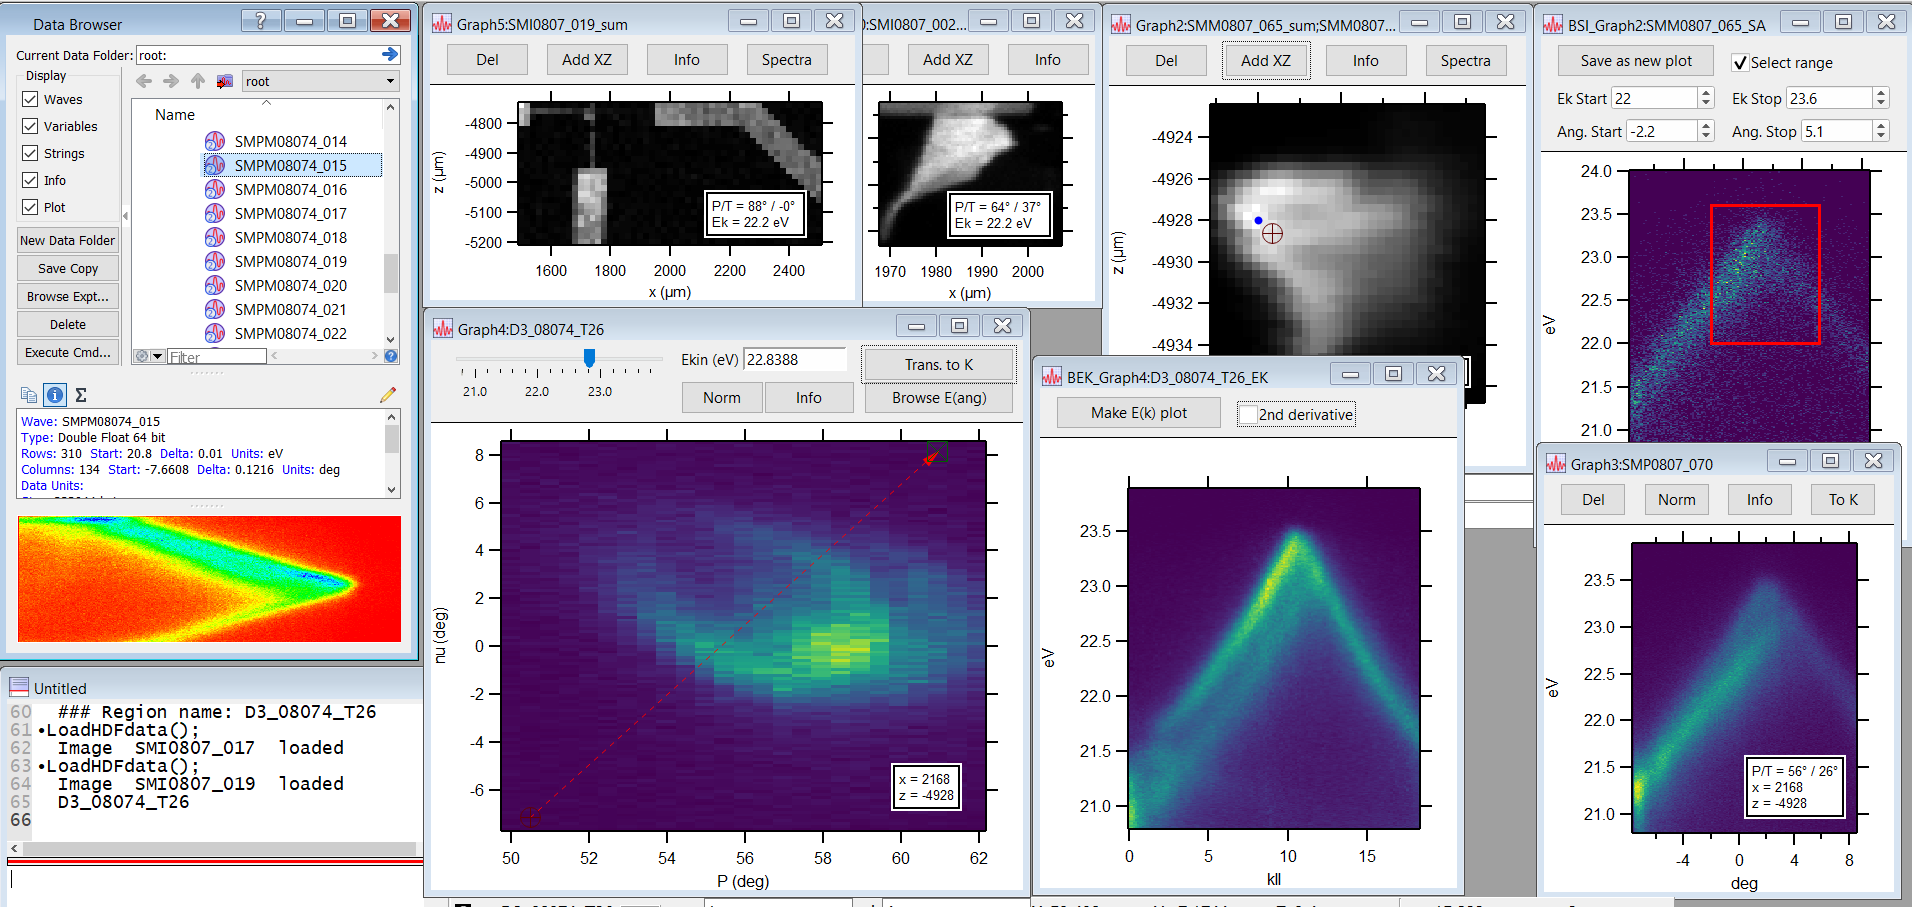 Data Browser
Current Data Folder: root:
Display
root
Waves
Variables
Strings
Info
Plot
New Data Folder
Save Copy
Browse Expt...
Delete
Execute Cmd...
Name
SMPM08074_014
SMPM08074_015
SMPM08074_016
SMPM08074_017
SMPM08074_018
SMPM08074_019
SMPM08074_020
SMPM08074_021
SMPM08074_022
Filter
Wave: SMPM08074_015
Type: Double Float 64 bit
Rows: 310 Start: 20.8 Delta: 0.01 Units: eV
Columns: 134 Start: -7.6608 Delta: 0.1216 Units: deg
Data Units:
Untitled
60 ### Region name: D3_08074_T26
61 •LoadHDFdata();
62 Image SMI0807_017 loaded
63 •LoadHDFdata();
64 Image SMI0807_019 loaded
65 D3_08074_T26
66
Graph5:SMI0807_019_sum
Del Add XZ Info Spectra
1600 1800 2000 2200 2400
-4800
-4900
-5000
-5100
-5200
z (µm)
x (µm)
P/T = 88° / -0°
Ek = 22.2 eV
0:SMI0807_002...
Add XZ Info
P/T = 64° / 37°
Ek = 22.2 eV
1970 1980 1990 2000
x (µm)
Graph2:SMM0807_065_sum;SMM0807...
Del Add XZ Info Spectra
-4924
-4926
-4928
-4930
-4932
-4934
z (µm)
BSI_Graph2:SMM0807_065_SA
Save as new plot Select range
Ek Start 22 Ek Stop 23.6
Ang. Start -2.2 Ang. Stop 5.1
24.0
23.5
23.0
22.5
22.0
21.5
21.0
eV
Graph4:D3_08074_T26
21.0 22.0 23.0
Ekin (eV) 22.8388
Trans. to K
Norm Info Browse E(ang)
8
6
4
2
0
-2
-4
-6
nu (deg)
x = 2168
z = -4928
50 52 54 56 58 60 62
P (deg)
BEK_Graph4:D3_08074_T26_EK
Make E(k) plot 2nd derivative
23.5
23.0
22.5
22.0
21.5
21.0
eV
0 5 10 15
kll
Graph3:SMP0807_070
Del Norm Info To K
23.5
23.0
22.5
22.0
21.5
21.0
eV
P/T = 56° / 26°
x = 2168
z = -4928
-4 0 4 8
deg